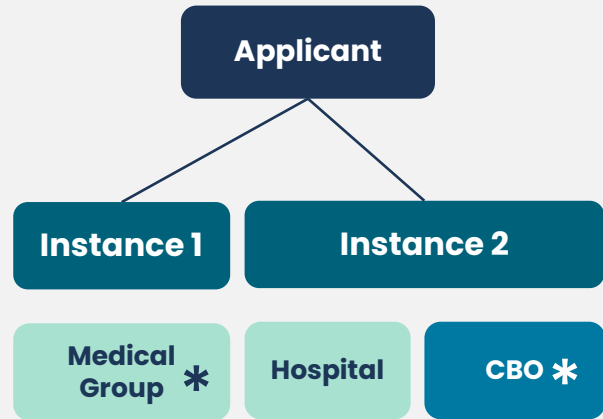 Applicant
Instance 1
Instance 2
Medical
Group *
Hospital
CBO *